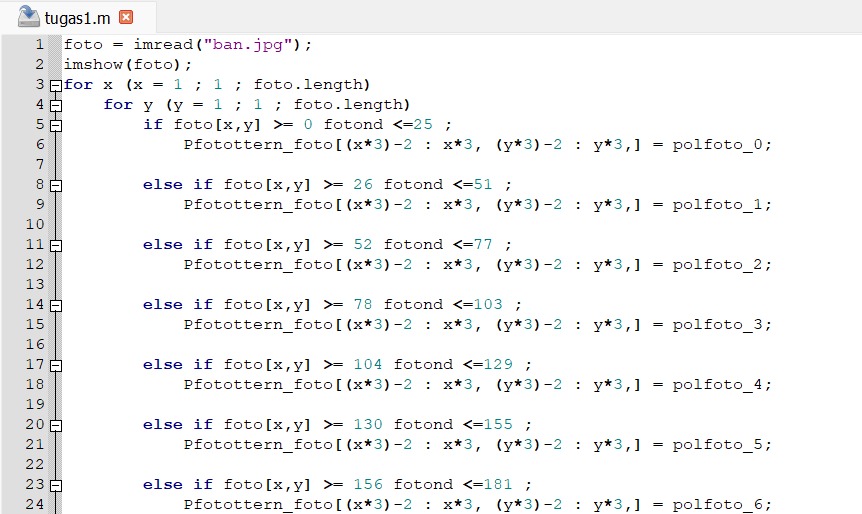 tugas1.m
1 foto = imread("ban.jpg");
2 imshow(foto);
3 for x (x = 1 ; 1 ; foto.length)
4 for y (y = 1 ; 1 ; foto.length)
5 if foto[x,y] >= 0 fotond <=25 ;
6 Pfotottern_foto[(x*3)-2 : x*3, (y*3)-2 : y*3,] = polfoto_0;
7
8 else if foto[x,y] >= 26 fotond <=51 ;
9 Pfotottern_foto[(x*3)-2 : x*3, (y*3)-2 : y*3,] = polfoto_1;
10
11 else if foto[x,y] >= 52 fotond <=77 ;
12 Pfotottern_foto[(x*3)-2 : x*3, (y*3)-2 : y*3,] = polfoto_2;
13
14 else if foto[x,y] >= 78 fotond <=103 ;
15 Pfotottern_foto[(x*3)-2 : x*3, (y*3)-2 : y*3,] = polfoto_3;
16
17 else if foto[x,y] >= 104 fotond <=129 ;
18 Pfotottern_foto[(x*3)-2 : x*3, (y*3)-2 : y*3,] = polfoto_4;
19
20 else if foto[x,y] >= 130 fotond <=155 ;
21 Pfotottern_foto[(x*3)-2 : x*3, (y*3)-2 : y*3,] = polfoto_5;
22
23 else if foto[x,y] >= 156 fotond <=181 ;
24 Pfotottern_foto[(x*3)-2 : x*3, (y*3)-2 : y*3,] = polfoto_6;